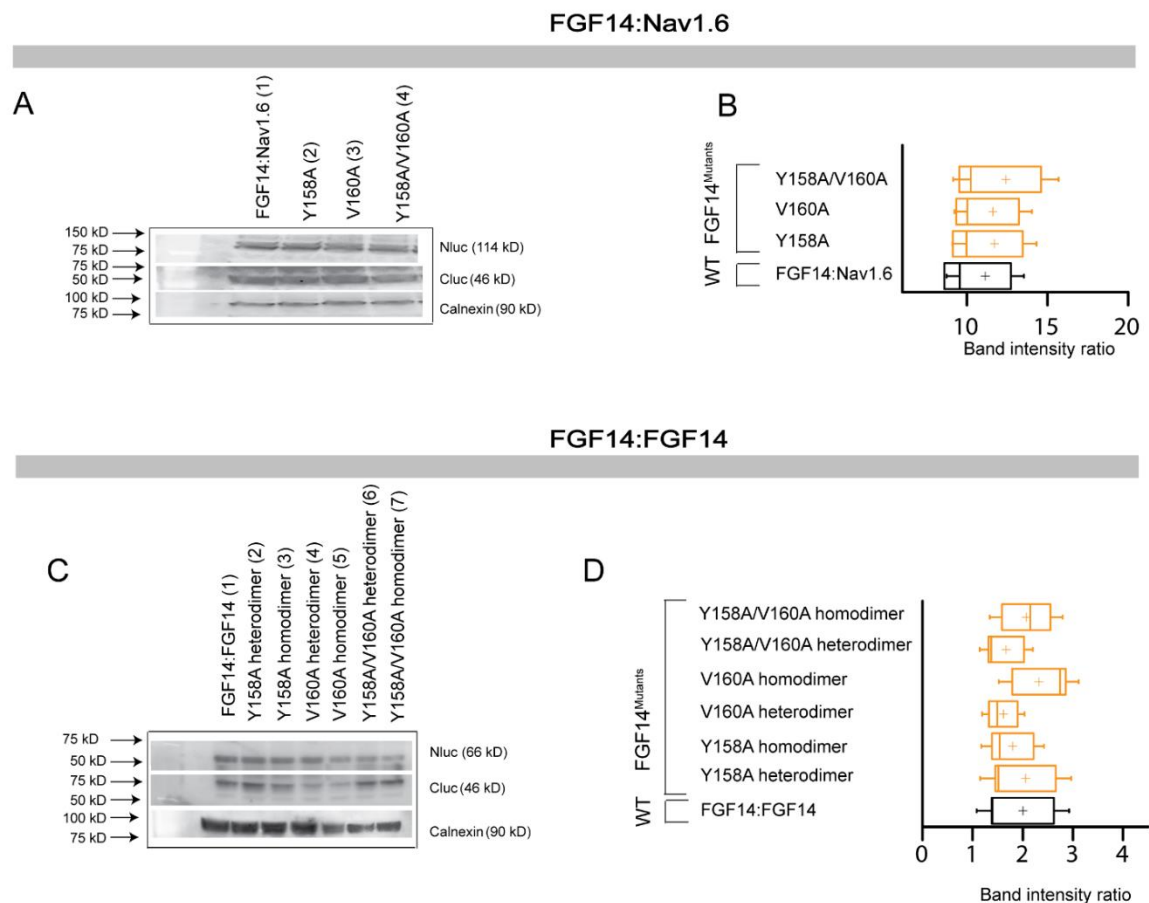 FGF14:Nav1.6
A
FGF14:Nav1.6 (1)
Y158A (2)
V160A (3)
Y158A/V160A (4)
150 kD
75 kD
75 kD
50 kD
100 kD
75 kD
Nluc (114 kD)
Cluc (46 kD)
Calnexin (90 kD)
B
WT FGF14Mutants
Y158A/V160A
V160A
Y158A
FGF14:Nav1.6
10 15 20
Band intensity ratio
FGF14:FGF14
C
FGF14:FGF14 (1)
Y158A heterodimer (2)
Y158A homodimer (3)
V160A heterodimer (4)
V160A homodimer (5)
Y158A/V160A heterodimer (6)
Y158A/V160A homodimer (7)
75 kD
50 kD
75 kD
50 kD
100 kD
75 kD
Nluc (66 kD)
Cluc (46 kD)
Calnexin (90 kD)
D
WT FGF14Mutants
Y158A/V160A homodimer
Y158A/V160A heterodimer
V160A homodimer
V160A heterodimer
Y158A homodimer
Y158A heterodimer
FGF14:FGF14
0 1 2 3 4
Band intensity ratio